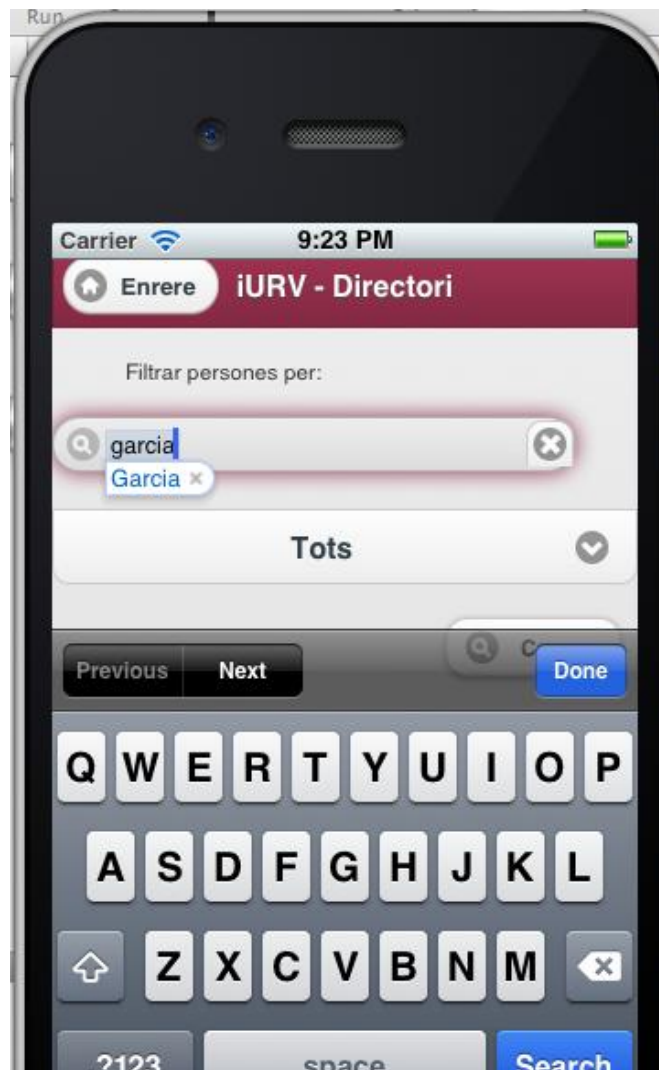 Run
Carrier 9:23 PM
Enrere iURV - Directori
Filtrar persones per:
garcia
Garcia ×
Tots
Previous Next Done
Q W E R T Y U I O P
A S D F G H J K L
Z X C V B N M
?123 space Search